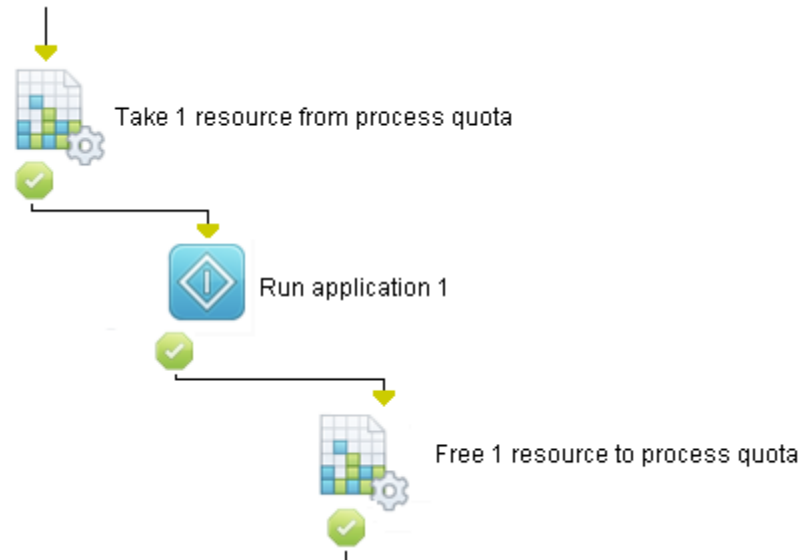 Take 1 resource from process quota
Run application 1
Free 1 resource to process quota